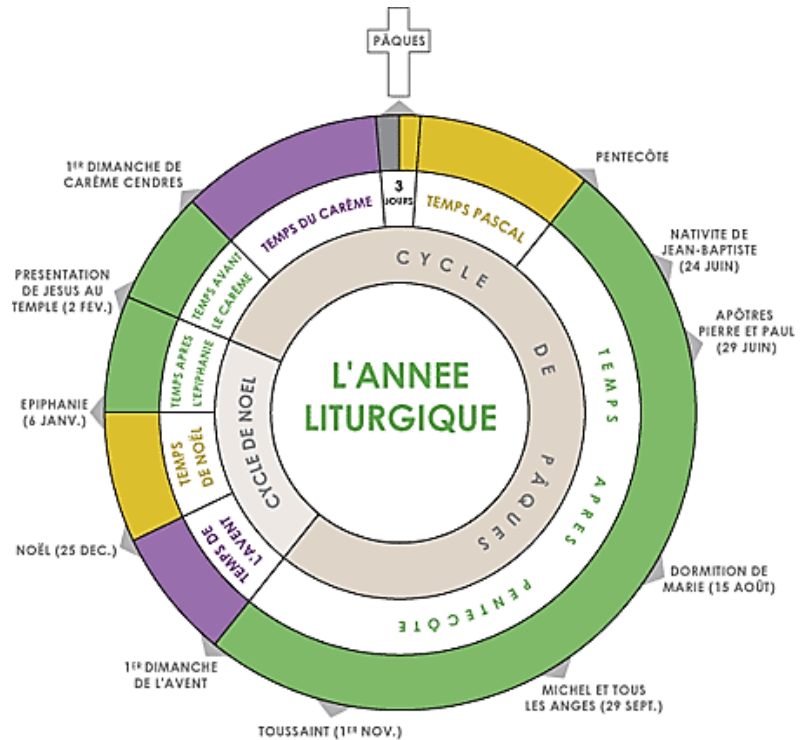 PÂQUES
1ER DIMANCHE DE
CARÊME CENDRES
PENTECÔTE
TEMPS DU CARÊME
3
JOURS
TEMPS PASCAL
NATIVITE DE
JEAN-BAPTISTE
(24 JUIN)
PRESENTATION
DE JESUS AU
TEMPLE (2 FEV.)
TEMPS AVANT
LE CARÊME
CYCLE DE PÂQUES
APÔTRES
PIERRE ET PAUL
(29 JUIN)
TEMPS APRES
L'EPIPHANIE
L'ANNEE
LITURGIQUE
TEMPS APRES PENTECÔTE
EPIPHANIE
(6 JANV.)
CYCLE DE NOEL
TEMPS
DE NOËL
NOËL (25 DEC.)
TEMPS DE
L'AVENT
DORMITION DE
MARIE (15 AOÛT)
1ER DIMANCHE
DE L'AVENT
MICHEL ET TOUS
LES ANGES (29 SEPT.)
TOUSSAINT (1ER NOV.)